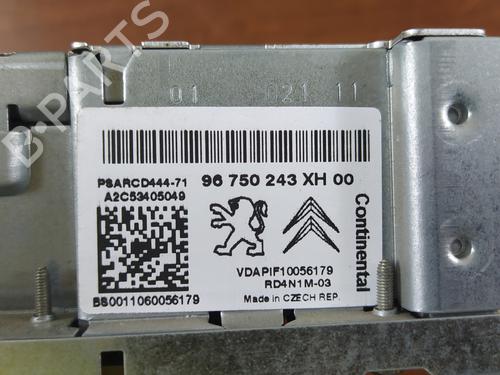 01 021 11
PSARCD444-71 96 750 243 XH 00
A2C53405049
Continental
VDAPIF10056179
RD4N1M-03
BS0011060056179 Made in CZECH REP.
B-PARTS